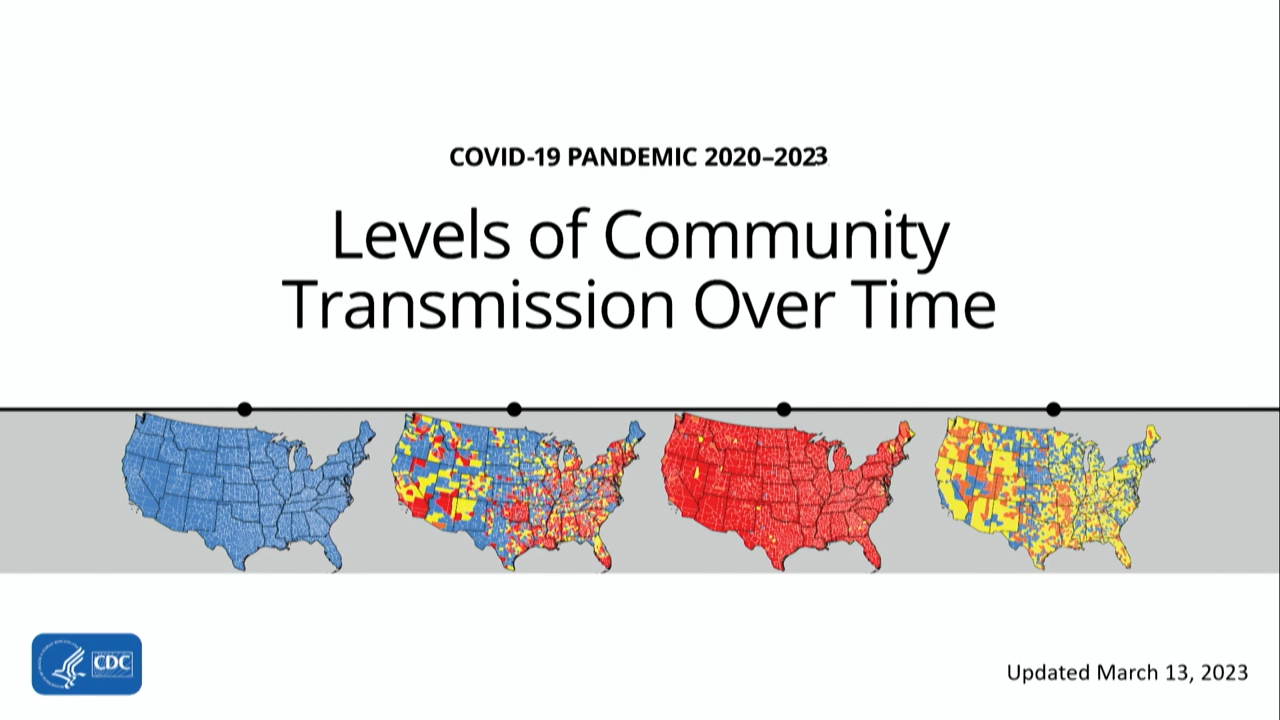 COVID-19 PANDEMIC 2020–2023
Levels of Community
Transmission Over Time
CDC
Updated March 13, 2023